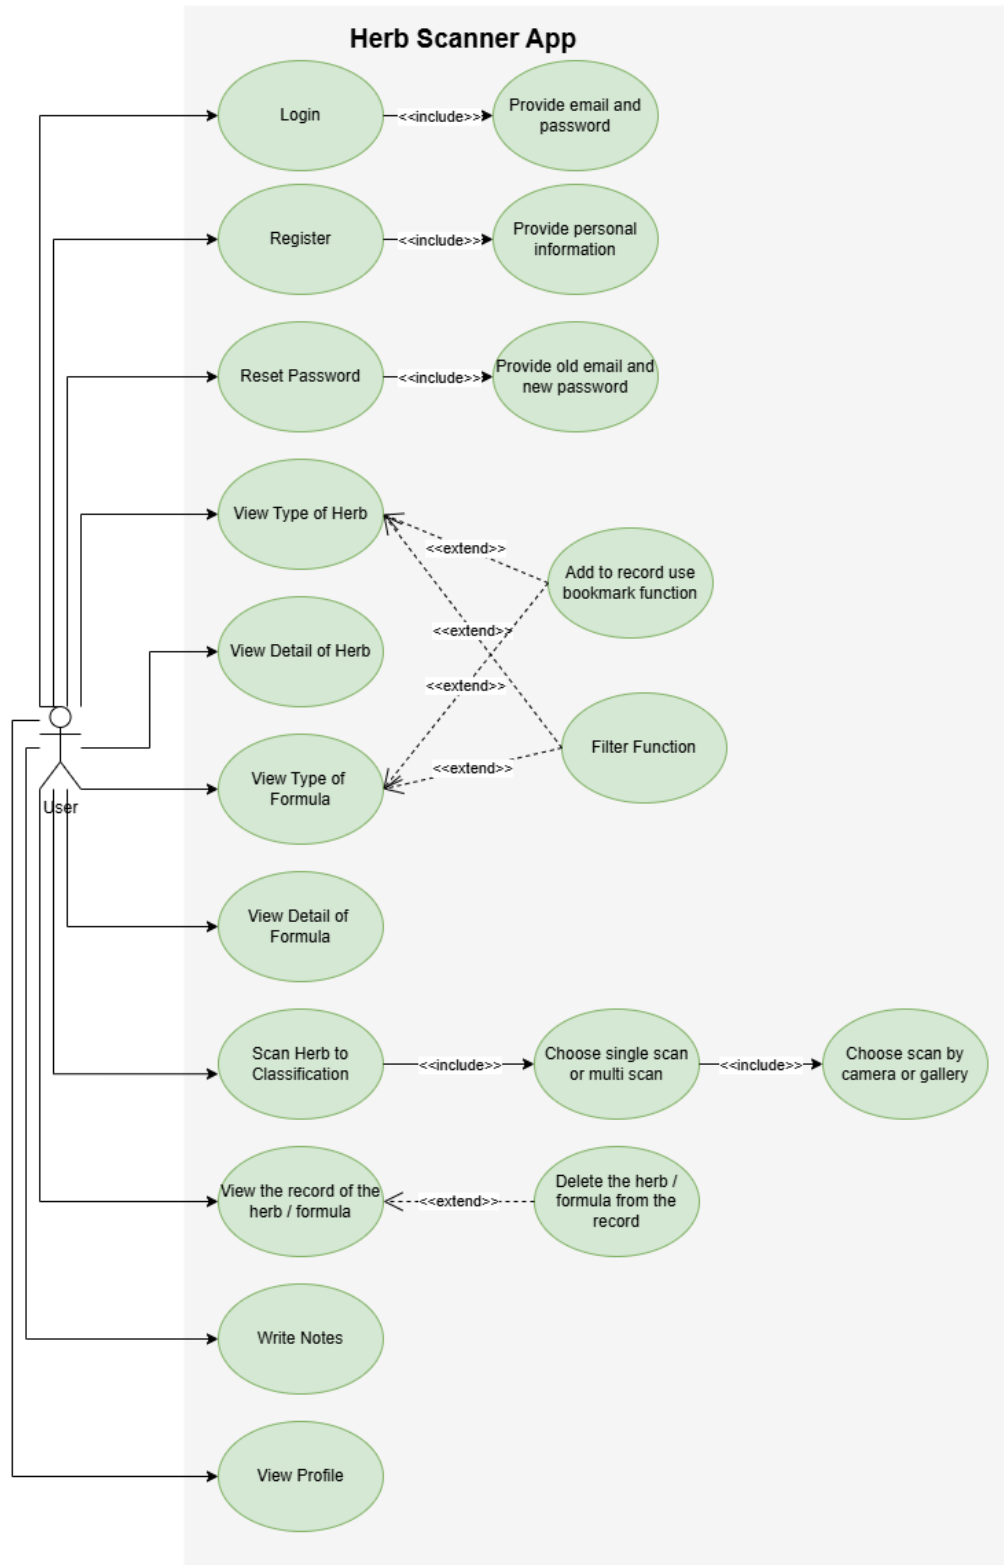 Herb Scanner App
Login
<<include>>
Provide email and
password
Register
<<include>>
Provide personal
information
Reset Password
<<include>>
Provide old email and
new password
View Type of Herb
<<extend>>
Add to record use
bookmark function
<<extend>>
View Detail of Herb
<<extend>>
Filter Function
<<extend>>
View Type of
Formula
User
View Detail of
Formula
Scan Herb to
Classification
<<include>>
Choose single scan
or multi scan
<<include>>
Choose scan by
camera or gallery
View the record of the
herb / formula
<<extend>>
Delete the herb /
formula from the
record
Write Notes
View Profile